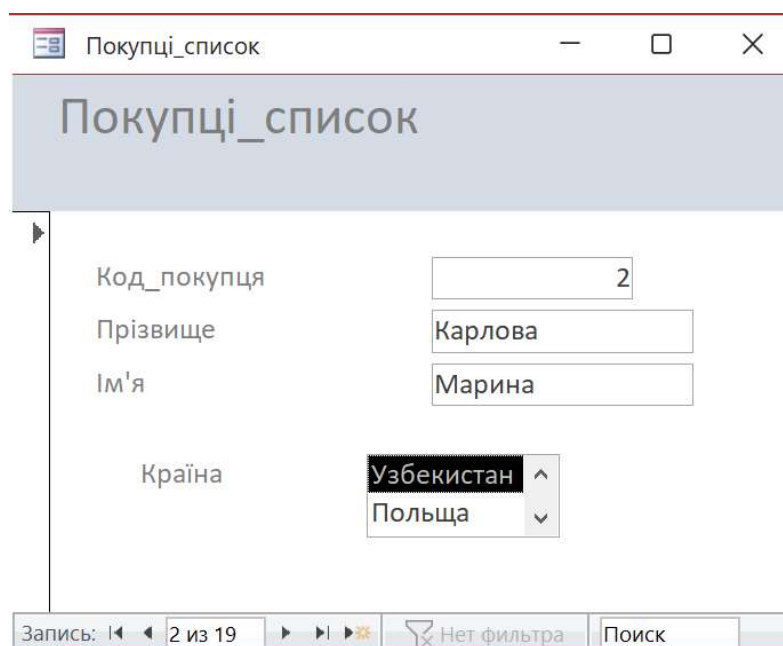 Покупці_список
Покупці_список
Код_покупця 2
Прізвище Карлова
Ім'я Марина
Країна Узбекистан
Польща
Запись: 2 из 19 Нет фильтра Поиск